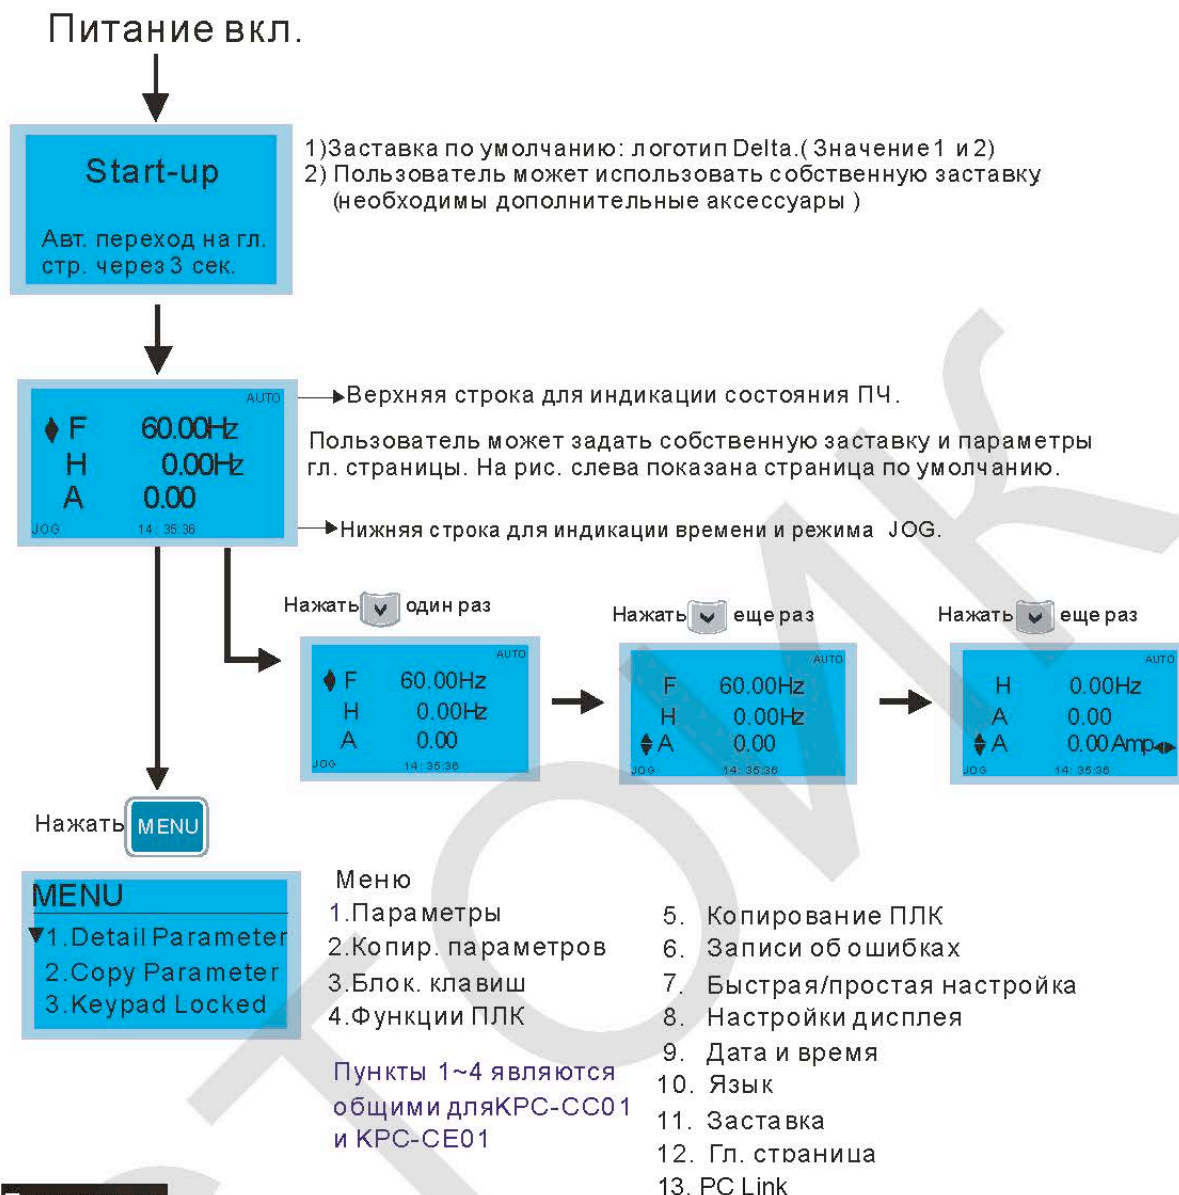 Питание вкл.
Start-up
Авт. переход на гл.
стр. через 3 сек.
1)Заставка по умолчанию: логотип Delta.(Значение 1 и 2)
2) Пользователь может использовать собственную заставку
(необходимы дополнительные аксессуары )
AUTO
F 60.00Hz
H 0.00Hz
A 0.00
JOG 14:35:36
Верхняя строка для индикации состояния ПЧ.
Пользователь может задать собственную заставку и параметры
гл. страницы. На рис. слева показана страница по умолчанию.
Нижняя строка для индикации времени и режима JOG.
Нажать один раз
AUTO
F 60.00Hz
H 0.00Hz
A 0.00
JOG 14:35:36
Нажать еще раз
AUTO
F 60.00Hz
H 0.00Hz
A 0.00
JOG 14:35:36
Нажать еще раз
AUTO
H 0.00Hz
A 0.00
A 0.00 Amp
JOG 14:35:36
Нажать MENU
MENU
1.Detail Parameter
2.Copy Parameter
3.Keypad Locked
Меню
1.Параметры
2.Копир. параметров
3.Блок. клавиш
4.Функции ПЛК
Пункты 1~4 являются
общими дляKPC-CC01
и KPC-CE01
5. Копирование ПЛК
6. Записи об ошибках
7. Быстрая/простая настройка
8. Настройки дисплея
9. Дата и время
10. Язык
11. Заставка
12. Гл. страница
13. PC Link
СТОИК